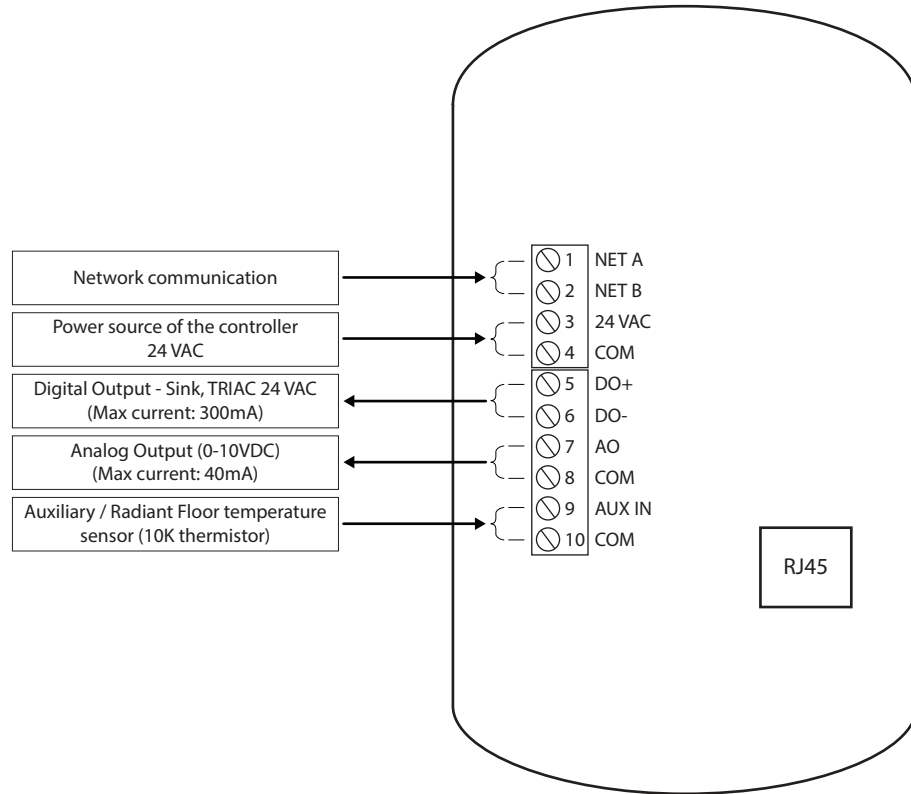 Network communication
Power source of the controller
24 VAC
Digital Output - Sink, TRIAC 24 VAC
(Max current: 300mA)
Analog Output (0-10VDC)
(Max current: 40mA)
Auxiliary / Radiant Floor temperature
sensor (10K thermistor)
1 NET A
2 NET B
3 24 VAC
4 COM
5 DO+
6 DO-
7 AO
8 COM
9 AUX IN
10 COM
RJ45